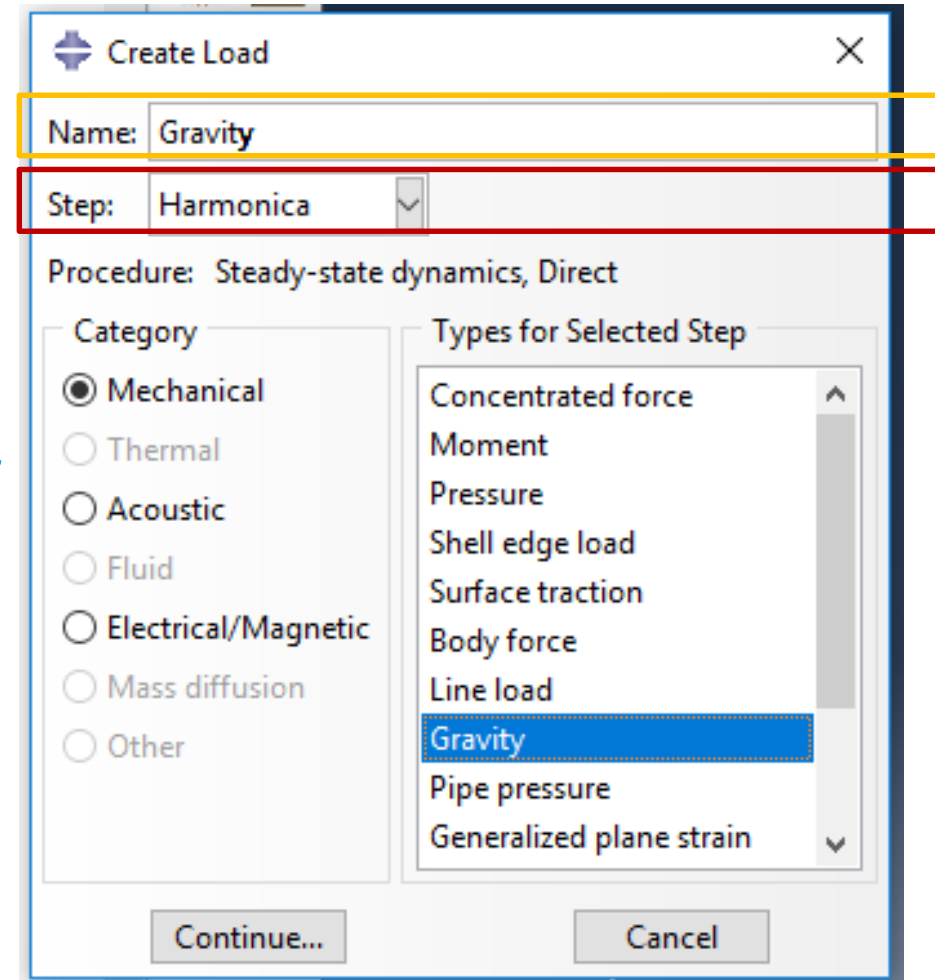 Create Load
Name: Gravity
Step: Harmonica
Procedure: Steady-state dynamics, Direct
Category
Mechanical
Thermal
Acoustic
Fluid
Electrical/Magnetic
Mass diffusion
Other
Types for Selected Step
Concentrated force
Moment
Pressure
Shell edge load
Surface traction
Body force
Line load
Gravity
Pipe pressure
Generalized plane strain
Continue...
Cancel